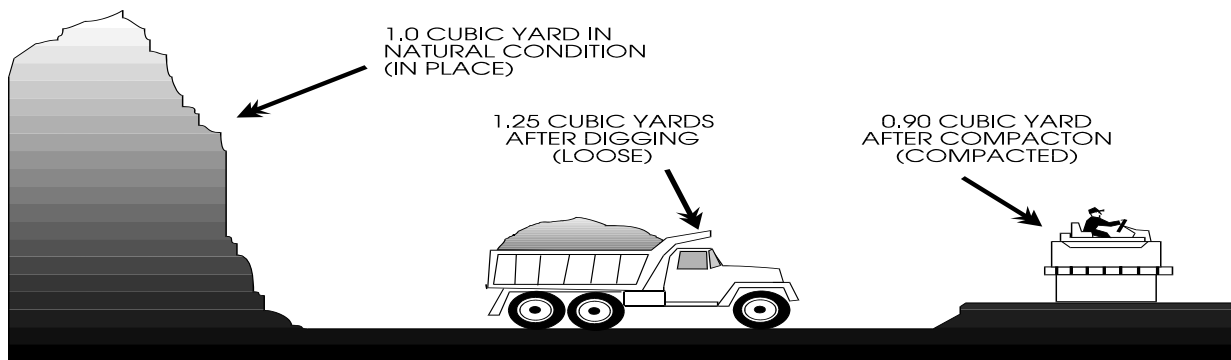 1.0 CUBIC YARD IN
NATURAL CONDITION
(IN PLACE)
1.25 CUBIC YARDS
AFTER DIGGING
(LOOSE)
0.90 CUBIC YARD
AFTER COMPACTON
(COMPACTED)